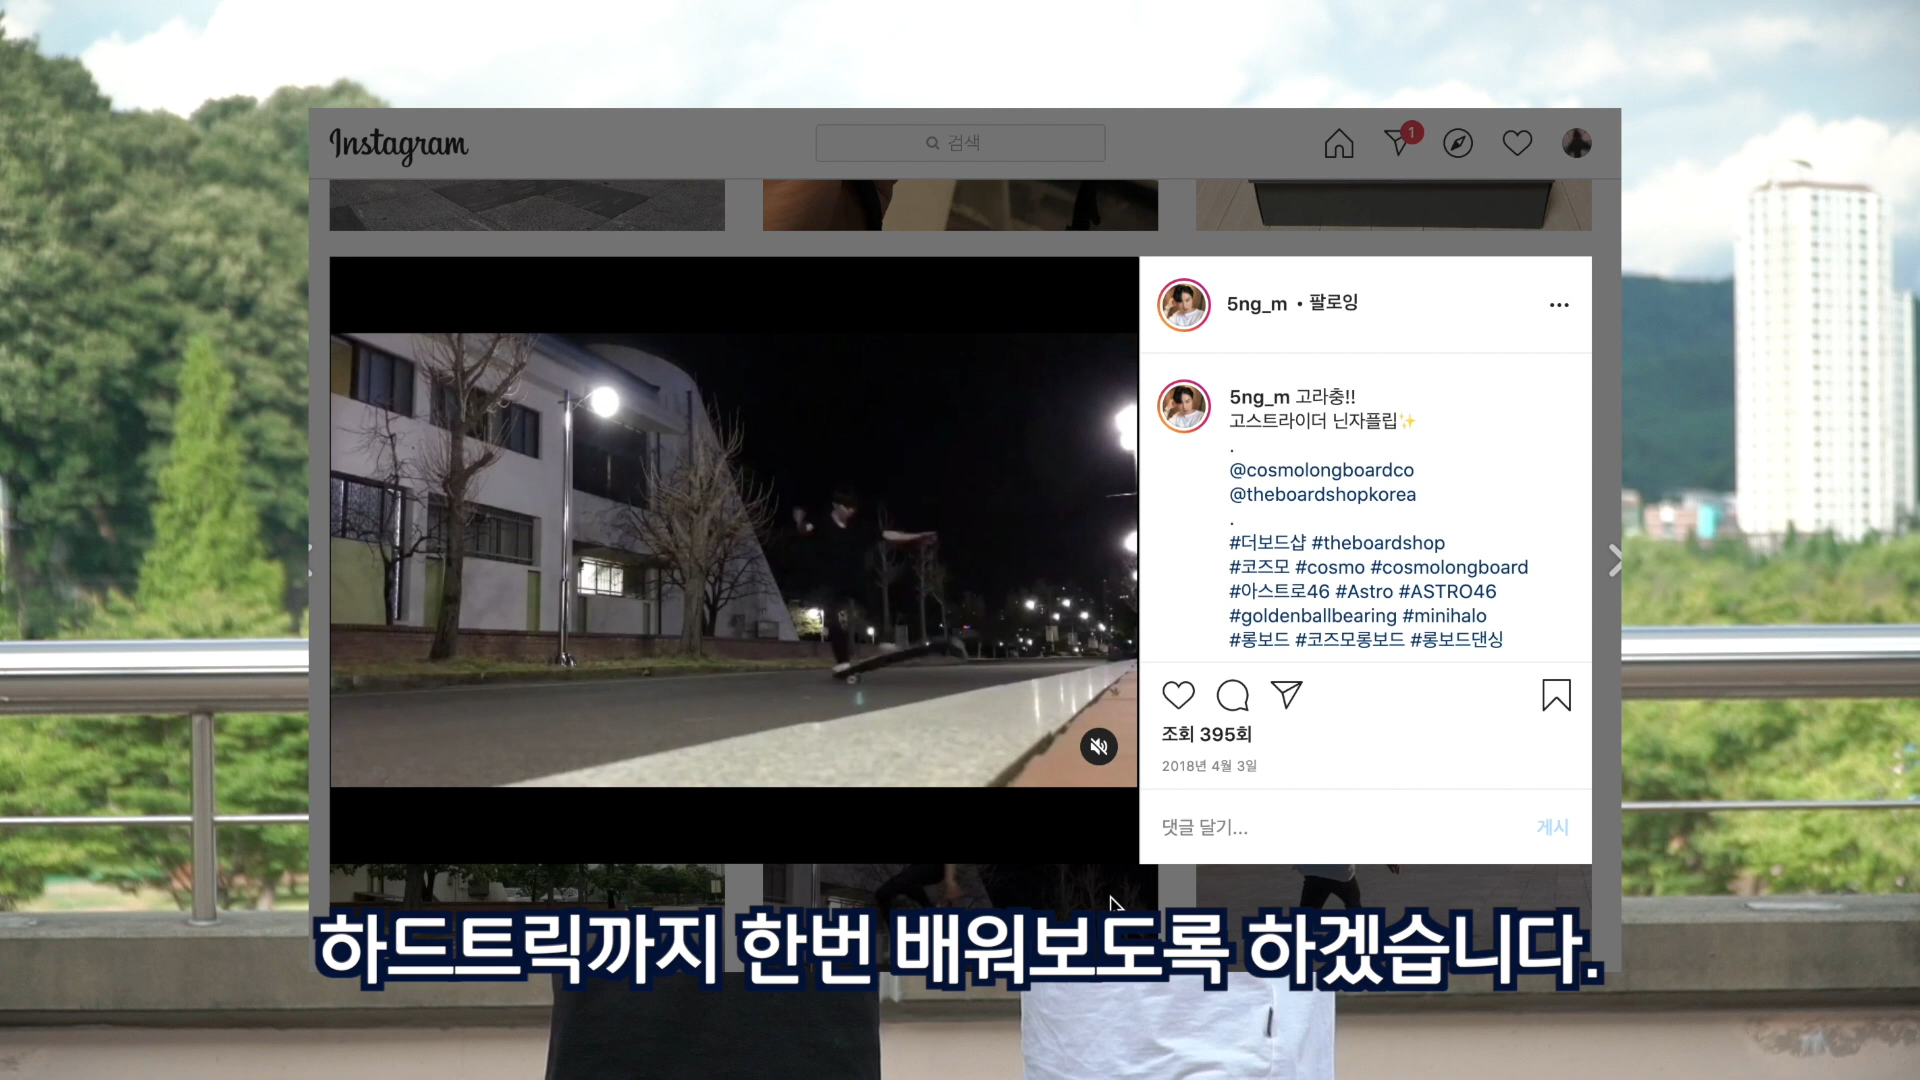 Instagram
검색
1
5ng_m • 팔로잉
5ng_m 고라충!!
고스트라이더 닌자플립✨
.
@cosmolongboardco
@theboardshopkorea
.
#더보드샵 #theboardshop
#코즈모 #cosmo #cosmolongboard
#아스트로46 #Astro #ASTRO46
#goldenballbearing #minihalo
#롱보드 #코즈모롱보드 #롱보드댄싱
조회 395회
2018년 4월 3일
댓글 달기...
게시
하드트릭까지 한번 배워보도록 하겠습니다.